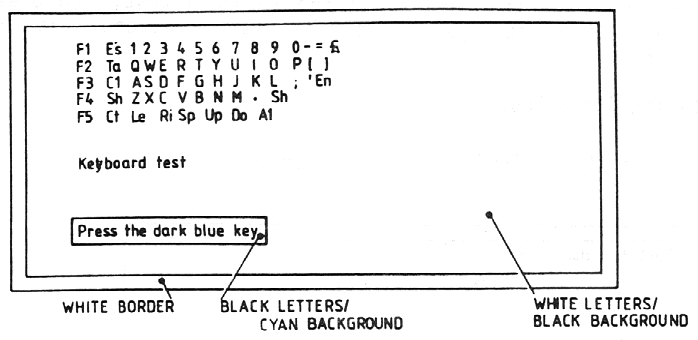 F1 Es 1 2 3 4 5 6 7 8 9 0 - = £
F2 Ta Q W E R T Y U I O P [ ]
F3 C1 A S D F G H J K L ; ' En
F4 Sh Z X C V B N M . Sh
F5 Ct Le Ri Sp Up Do A1
Keyboard test
Press the dark blue key
WHITE BORDER
BLACK LETTERS/
CYAN BACKGROUND
WHITE LETTERS/
BLACK BACKGROUND